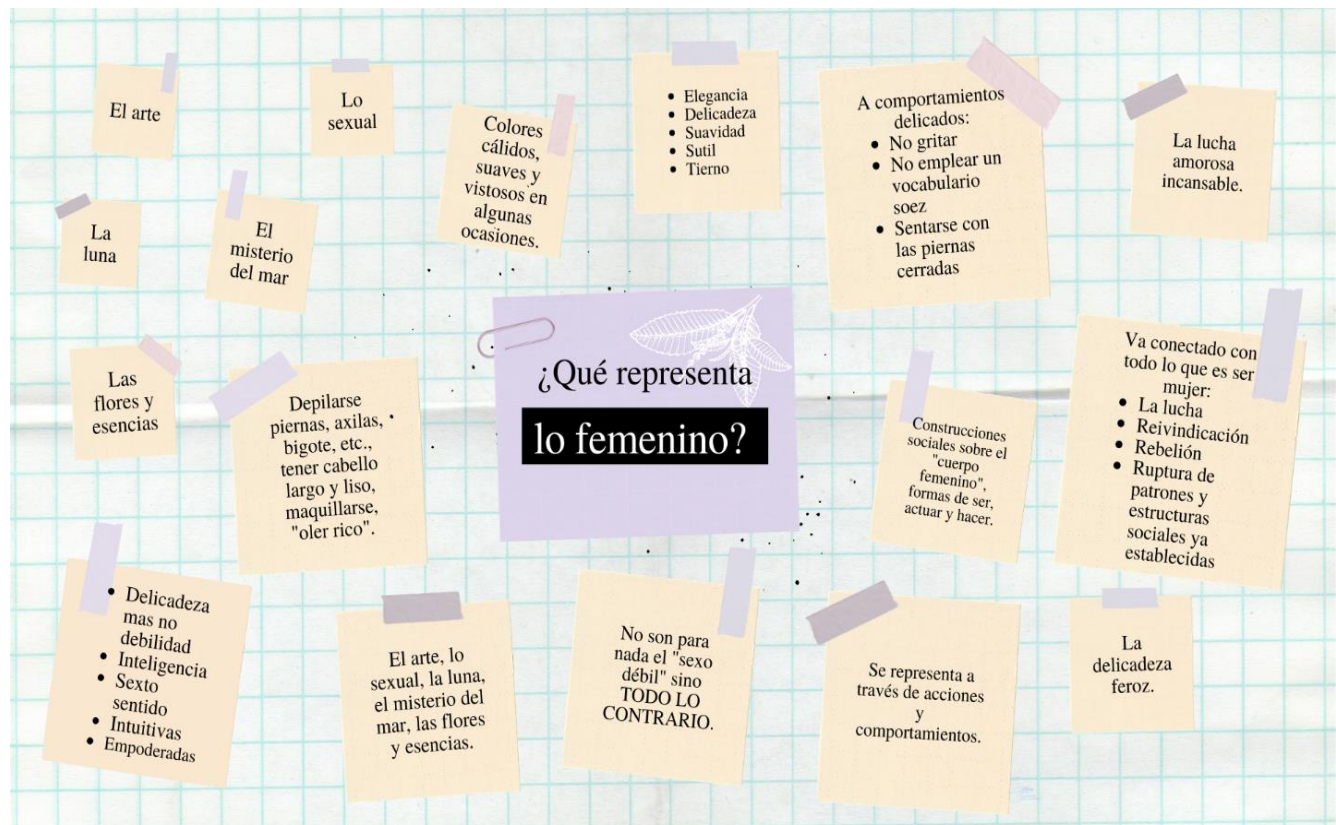 El arte
Lo
sexual
Colores
cálidos,
suaves y
vistosos en
algunas
ocasiones.
• Elegancia
• Delicadeza
• Suavidad
• Sutil
• Tierno
A comportamientos
delicados:
• No gritar
• No emplear un
vocabulario
soez
• Sentarse con
las piernas
cerradas
La lucha
amorosa
incansable.
La
luna
El
misterio
del mar
¿Qué representa
lo femenino?
Las
flores y
esencias
Depilarse
piernas, axilas,
bigote, etc.,
tener cabello
largo y liso,
maquillarse,
"oler rico".
Construcciones
sociales sobre el
"cuerpo
femenino",
formas de ser,
actuar y hacer.
Va conectado con
todo lo que es ser
mujer:
• La lucha
• Reivindicación
• Rebelión
• Ruptura de
patrones y
estructuras
sociales ya
establecidas
• Delicadeza
mas no
debilidad
• Inteligencia
• Sexto
sentido
• Intuitivas
• Empoderadas
El arte, lo
sexual, la luna,
el misterio del
mar, las flores
y esencias.
No son para
nada el "sexo
débil" sino
TODO LO
CONTRARIO.
Se representa a
través de acciones
y
comportamientos.
La
delicadeza
feroz.